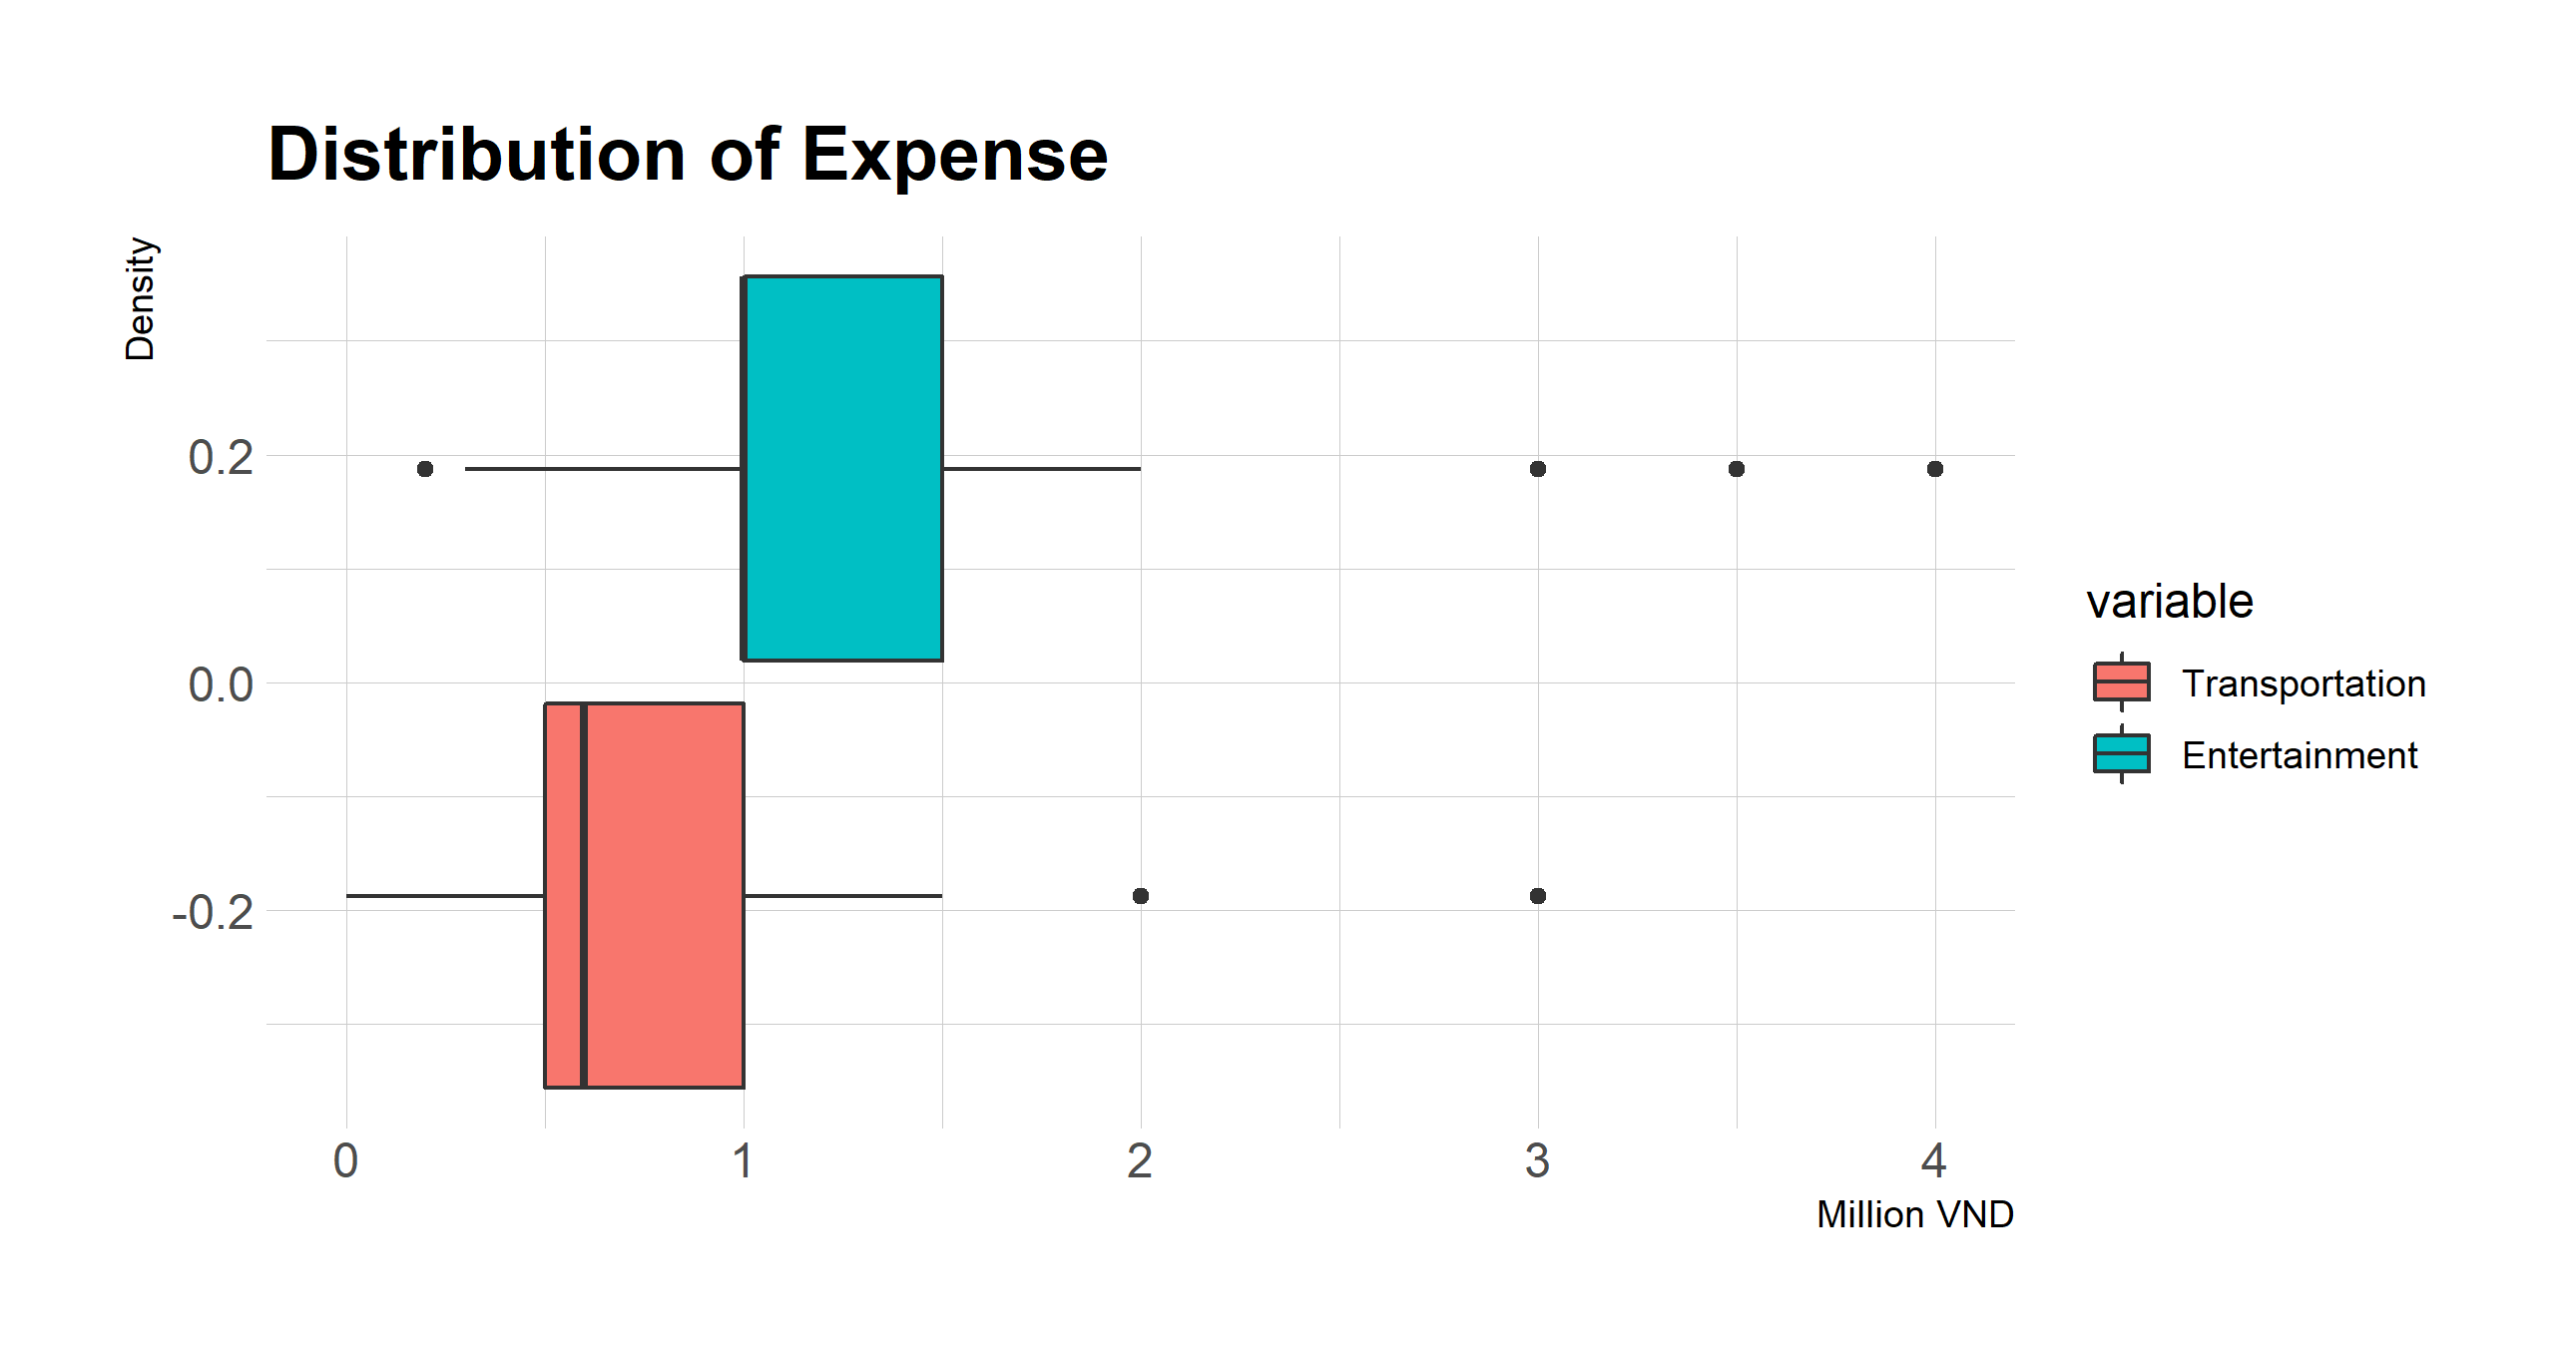 Distribution of Expense
Density
0.2
0.0
-0.2
0
1
2
3
4
Million VND
variable
Transportation
Entertainment